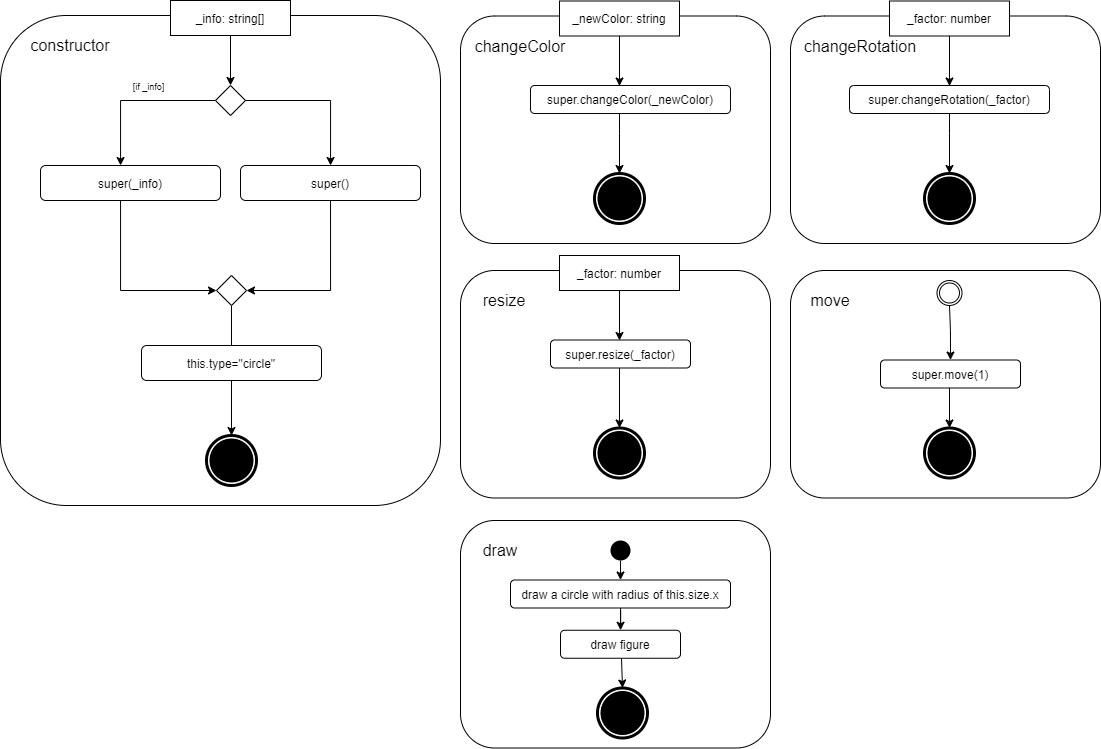 _info: string[]
constructor
[if _info]
super(_info)
super()
this.type="circle"
_newColor: string
changeColor
super.changeColor(_newColor)
_factor: number
changeRotation
super.changeRotation(_factor)
_factor: number
resize
super.resize(_factor)
move
super.move(1)
draw
draw a circle with radius of this.size.x
draw figure